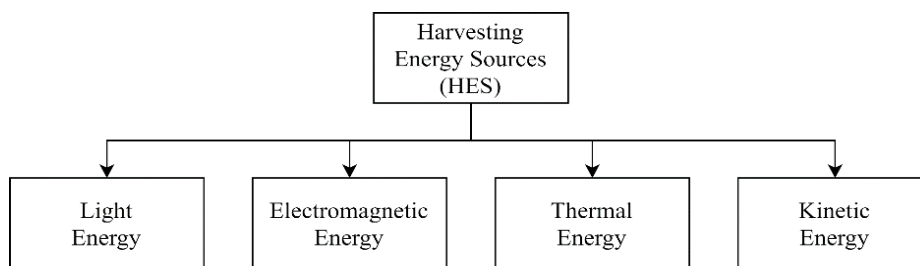 Harvesting
Energy Sources
(HES)
Light
Energy
Electromagnetic
Energy
Thermal
Energy
Kinetic
Energy